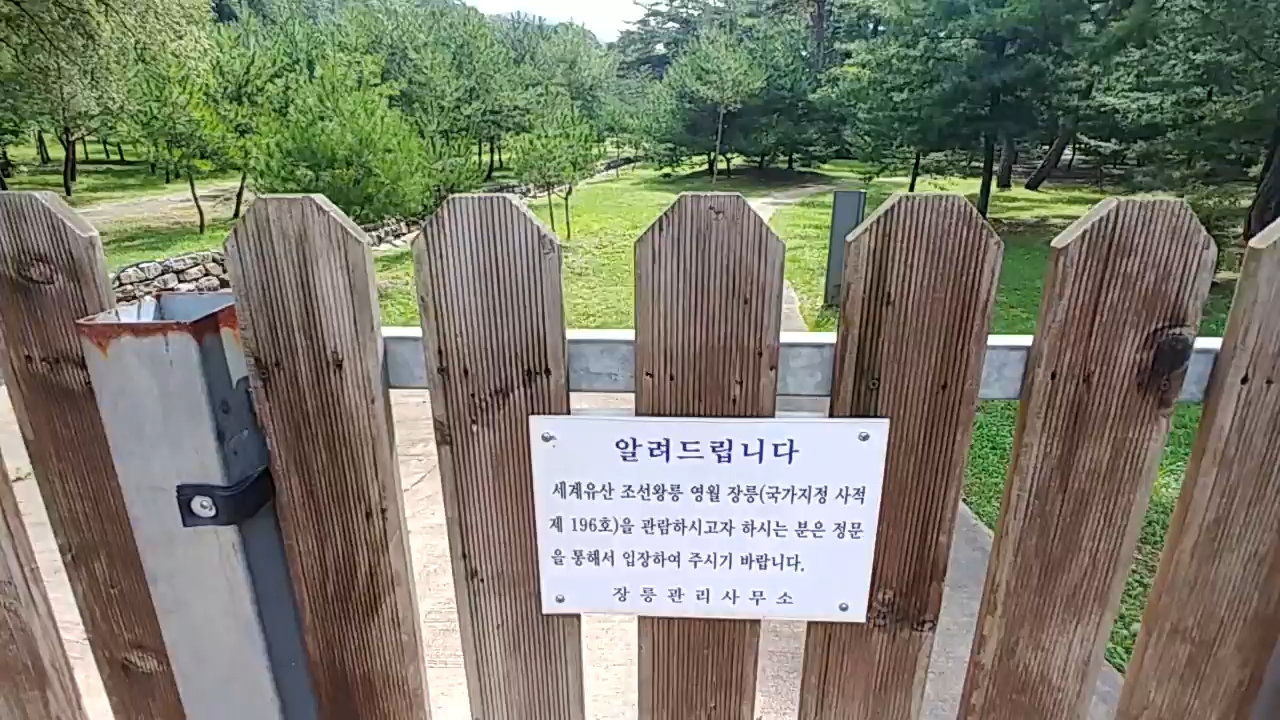 알려드립니다
세계유산 조선왕릉 영월 장릉(국가지정 사적
제 196호)을 관람하시고자 하시는 분은 정문
을 통해서 입장하여 주시기 바랍니다.
장릉관리사무소